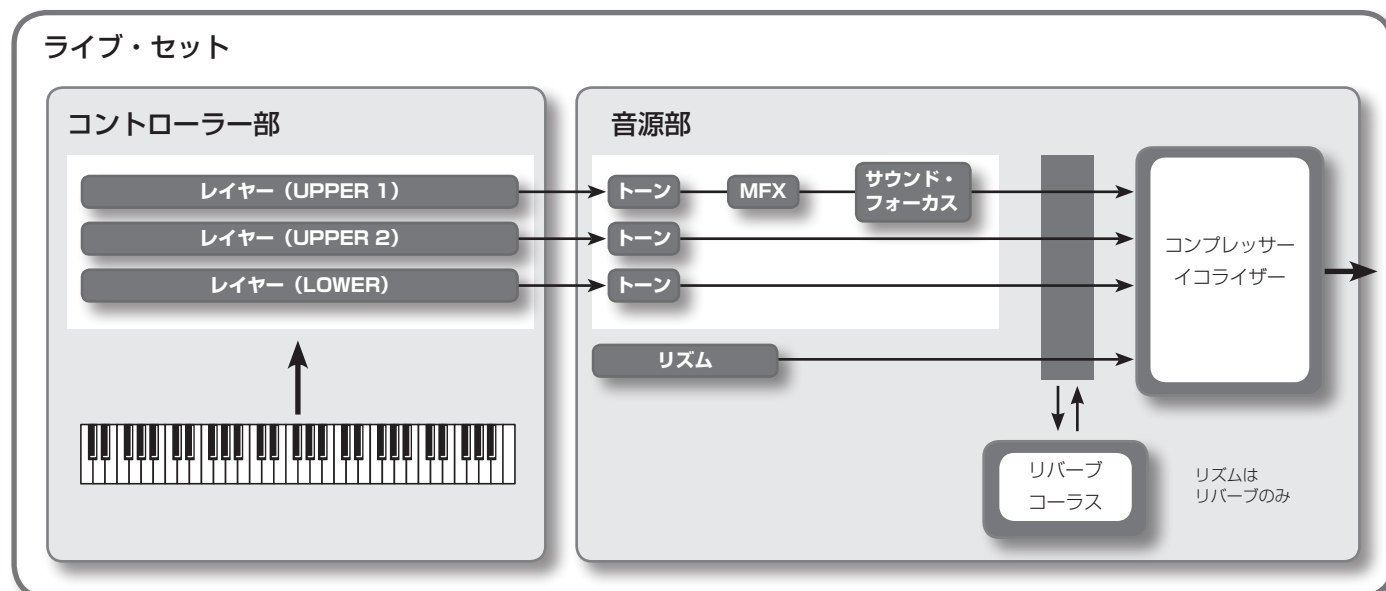 ライブ・セット
コントローラー部
レイヤー（UPPER 1）
レイヤー（UPPER 2）
レイヤー（LOWER）
音源部
トーン
MFX
サウンド・
フォーカス
トーン
トーン
リズム
コンプレッサー
イコライザー
リバーブ
コーラス
リズムは
リバーブのみ